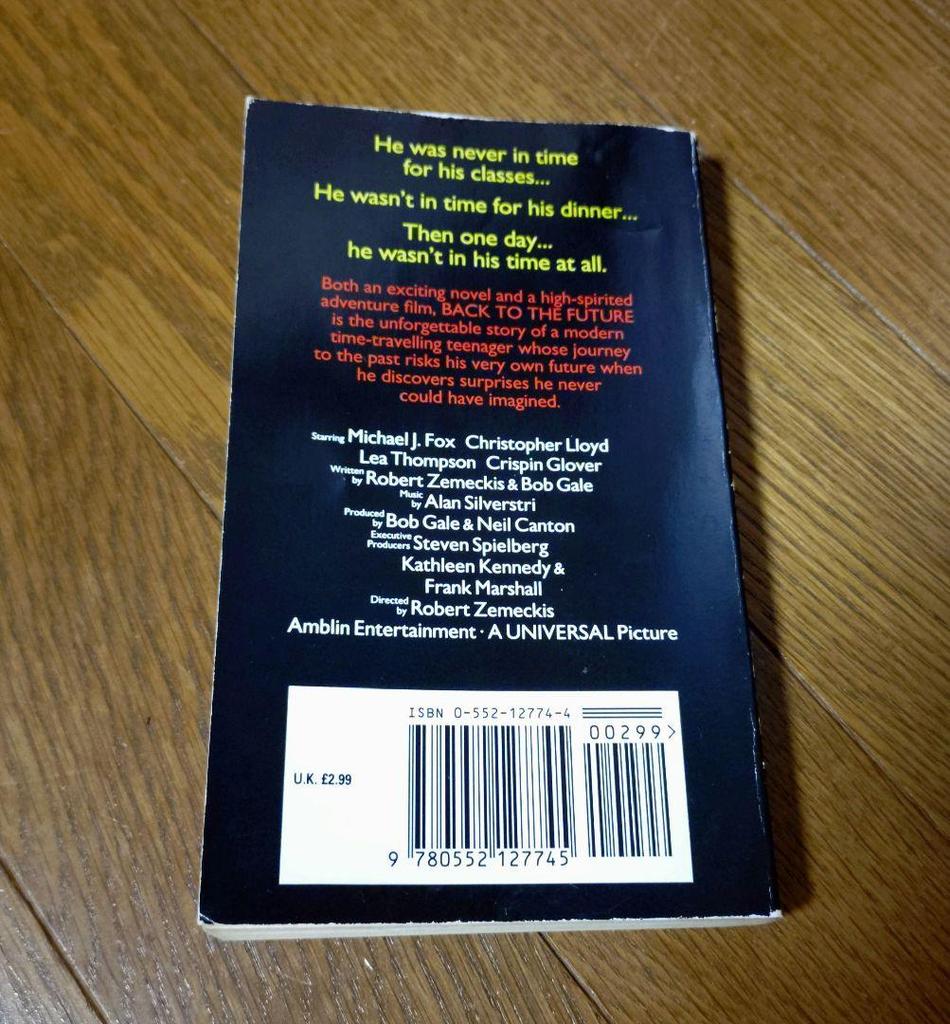 He was never in time
for his classes...
He wasn't in time for his dinner...
Then one day...
he wasn't in his time at all.
Both an exciting novel and a high-spirited
adventure film, BACK TO THE FUTURE
is the unforgettable story of a modern
time-travelling teenager whose journey
to the past risks his very own future when
he discovers surprises he never
could have imagined.
Starring Michael J. Fox Christopher Lloyd
Lea Thompson Crispin Glover
Written by Robert Zemeckis & Bob Gale
Music by Alan Silverstri
Produced by Bob Gale & Neil Canton
Executive Producers Steven Spielberg
Kathleen Kennedy &
Frank Marshall
Directed by Robert Zemeckis
Amblin Entertainment · A UNIVERSAL Picture
ISBN 0-552-12774-4
00299>
U.K. £2.99
9 780552 127745